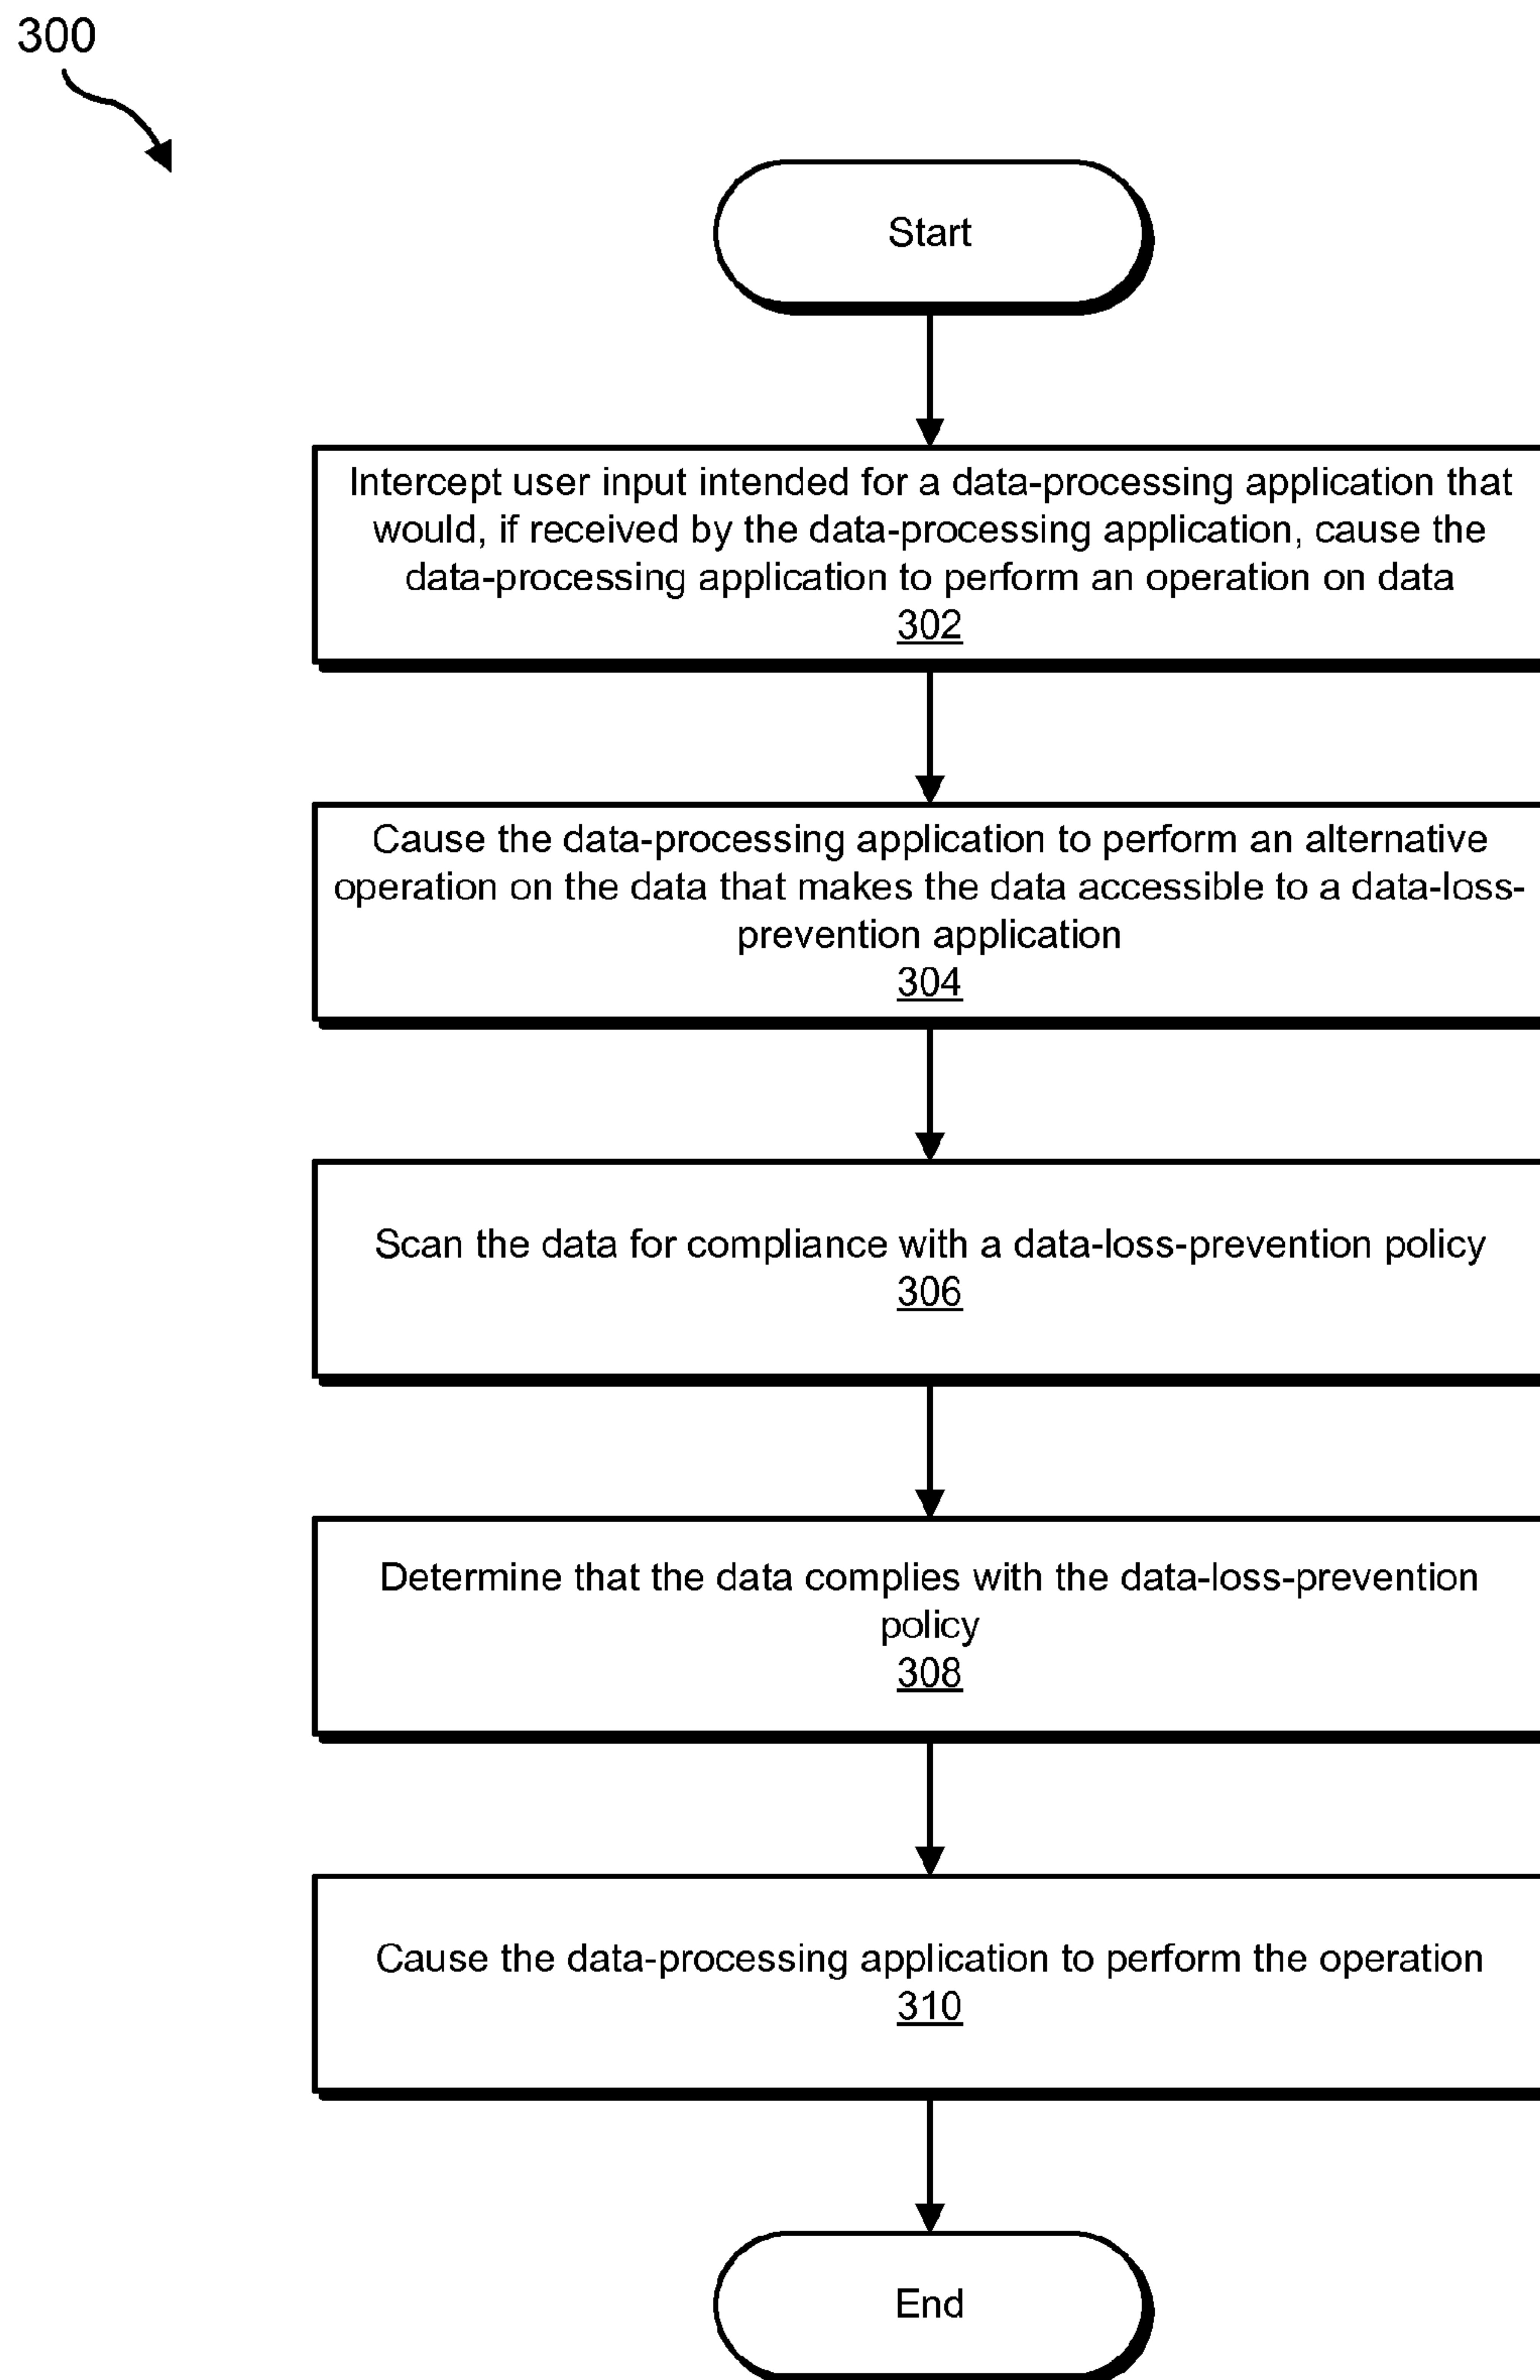 300
Start
Intercept user input intended for a data-processing application that
would, if received by the data-processing application, cause the
data-processing application to perform an operation on data
302
Cause the data-processing application to perform an alternative
operation on the data that makes the data accessible to a data-loss-
prevention application
304
Scan the data for compliance with a data-loss-prevention policy
306
Determine that the data complies with the data-loss-prevention
policy
308
Cause the data-processing application to perform the operation
310
End